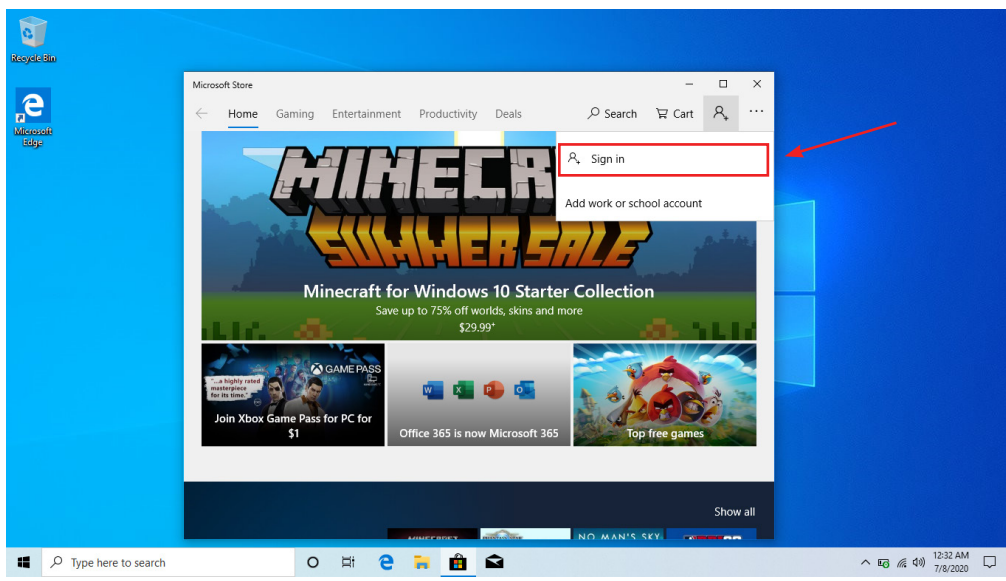 Recycle Bin
Microsoft
Edge
Microsoft Store
Home Gaming Entertainment Productivity Deals Search Cart
Sign in
Add work or school account
MINECR
SUMMER SALE
Minecraft for Windows 10 Starter Collection
Save up to 75% off worlds, skins and more
$29.99+
"...a highly rated
masterpiece
for its time."
GAME PASS
Join Xbox Game Pass for PC for
$1
Office 365 is now Microsoft 365
Top free games
Show all
MINECRAFT
NO MAN'S SKY
Type here to search
12:32 AM
7/8/2020